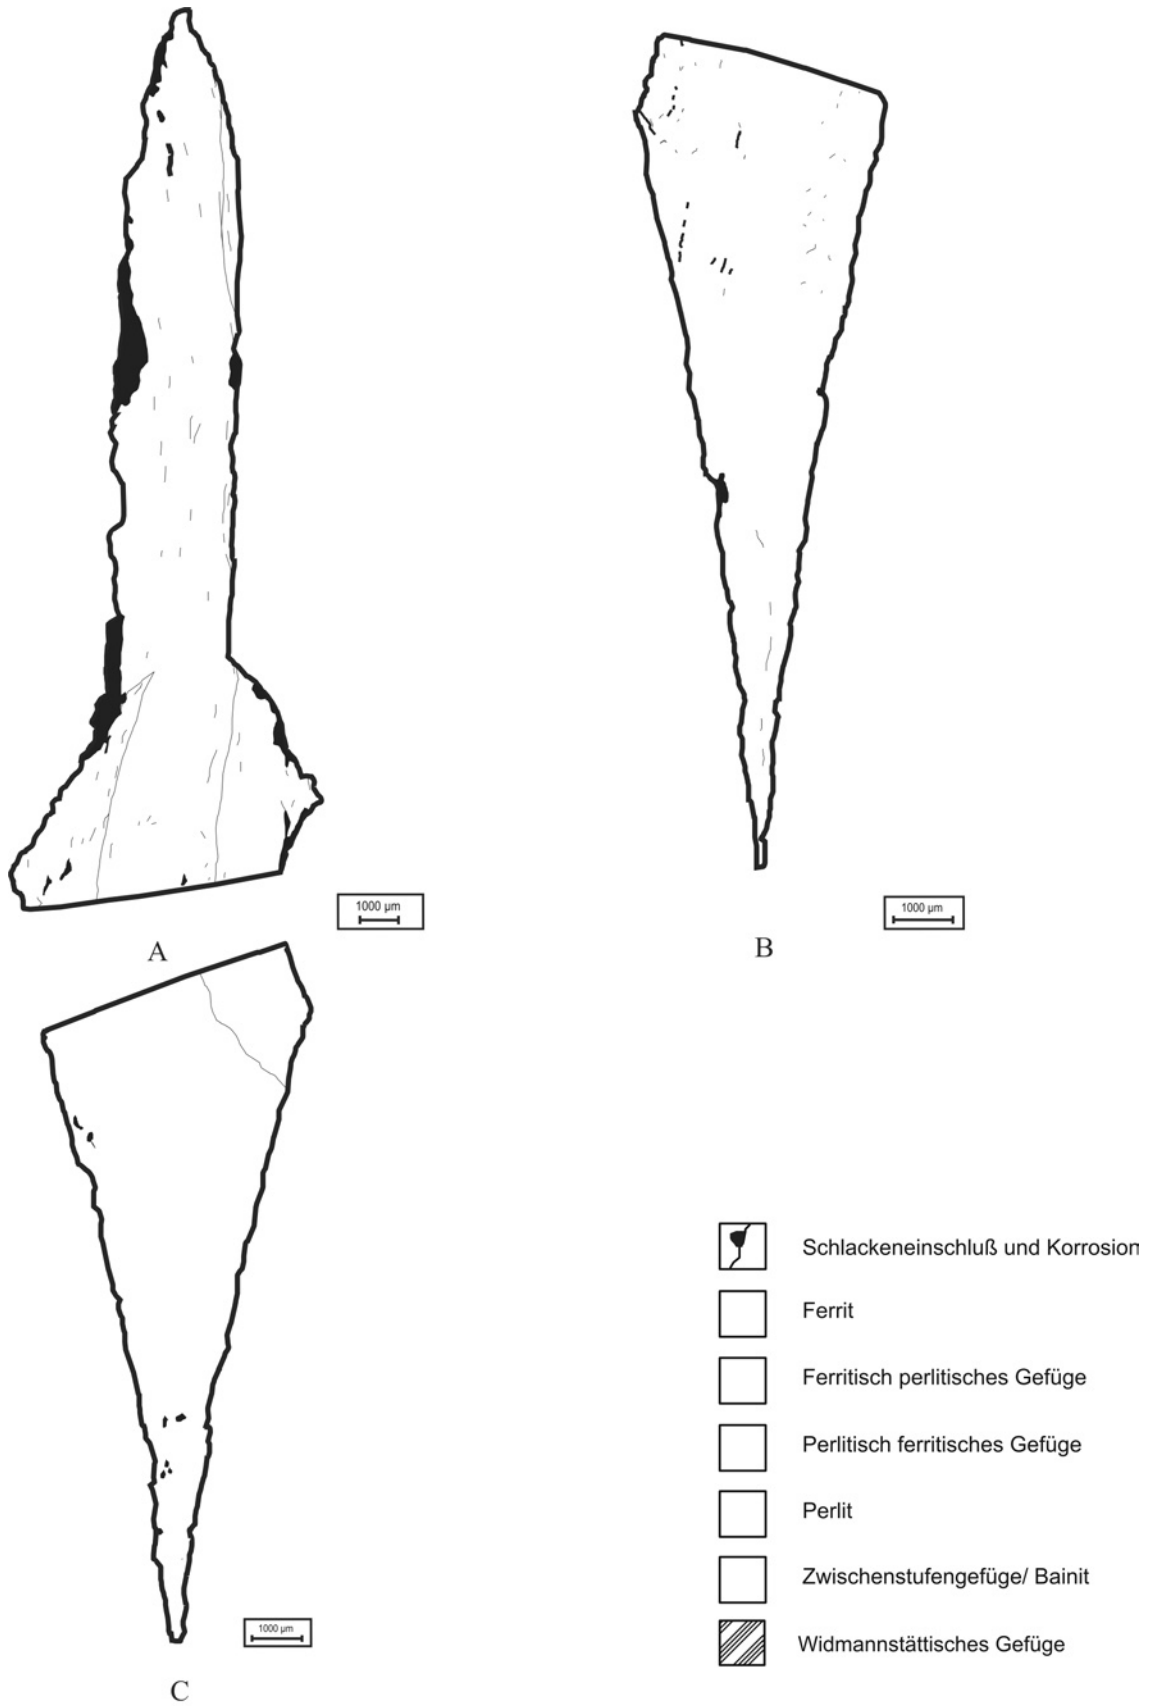 1000 µm
A
1000 µm
B
1000 µm
C
Schlackeneinschluß und Korrosion
Ferrit
Ferritisch perlitisches Gefüge
Perlitisch ferritisches Gefüge
Perlit
Zwischenstufengefüge/ Bainit
Widmannstättisches Gefüge